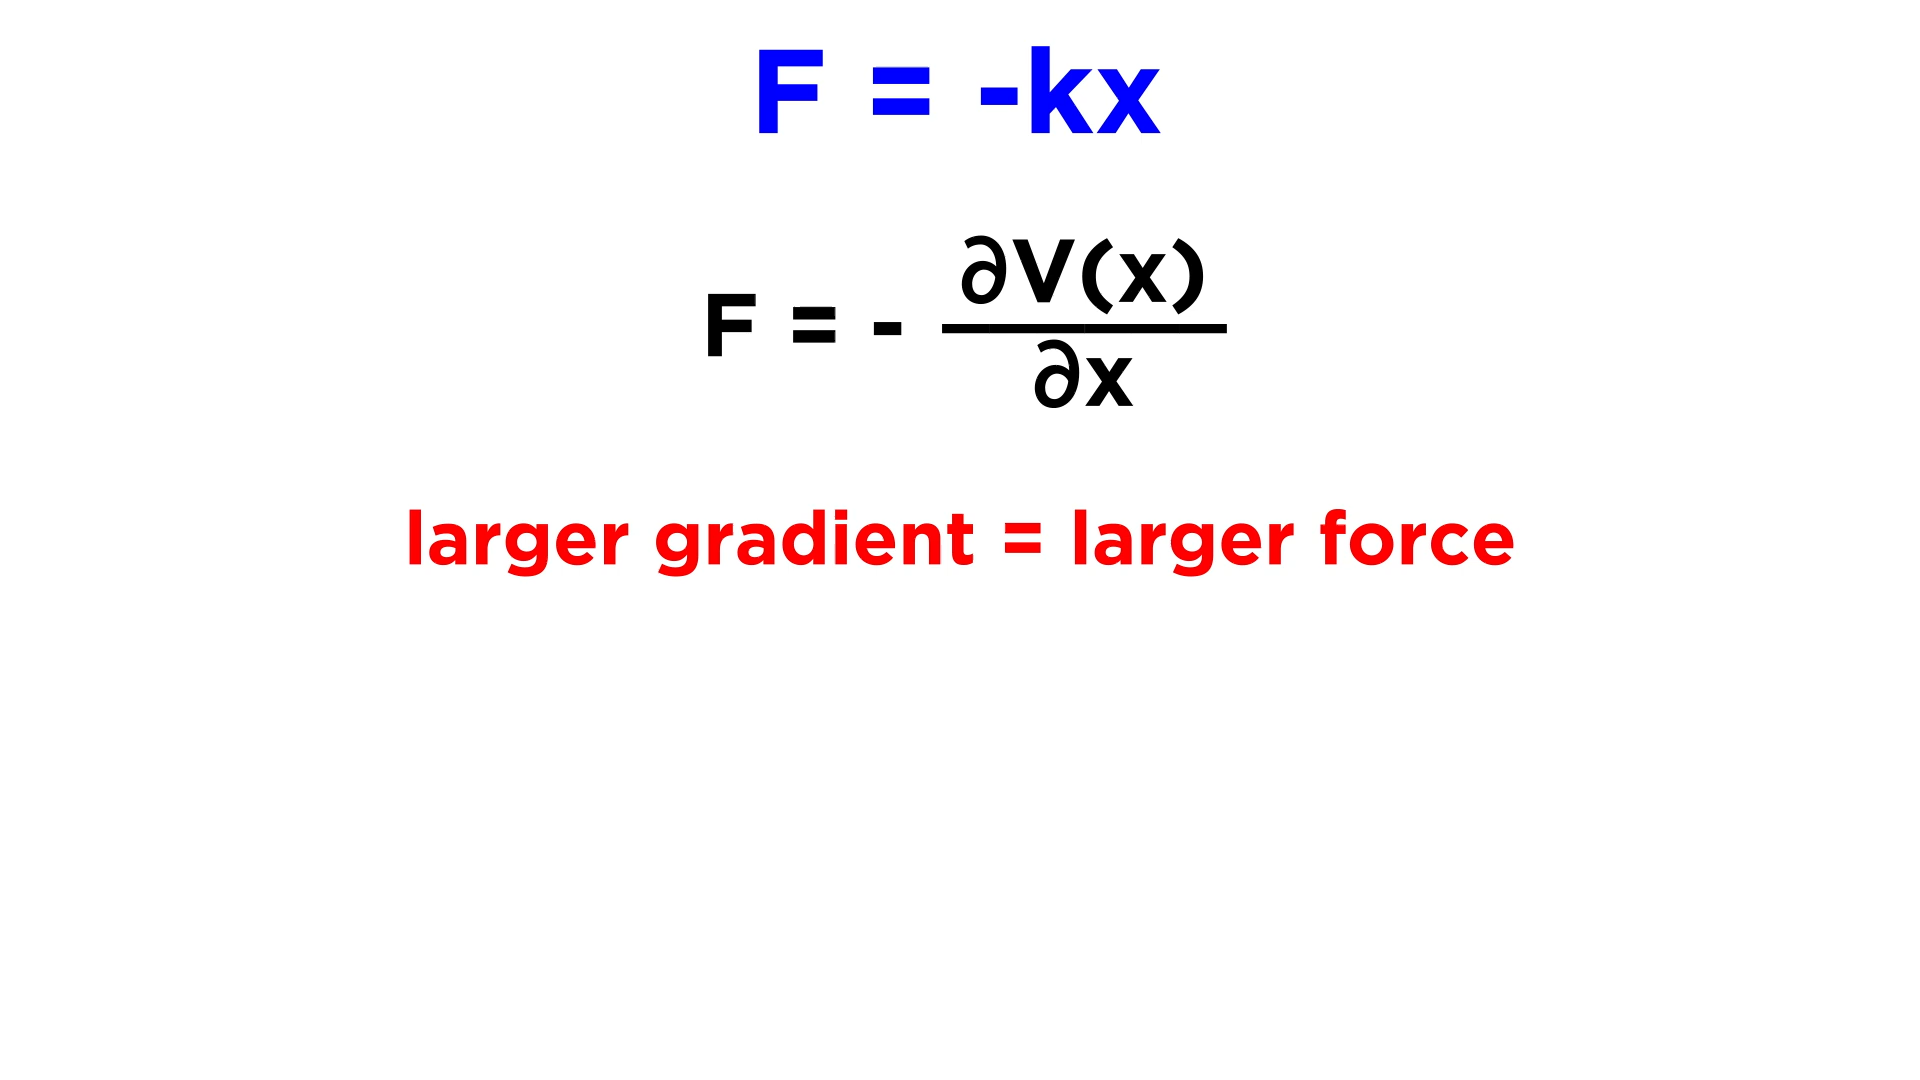 F = -kx
F = - ∂V(x)
∂x
larger gradient = larger force